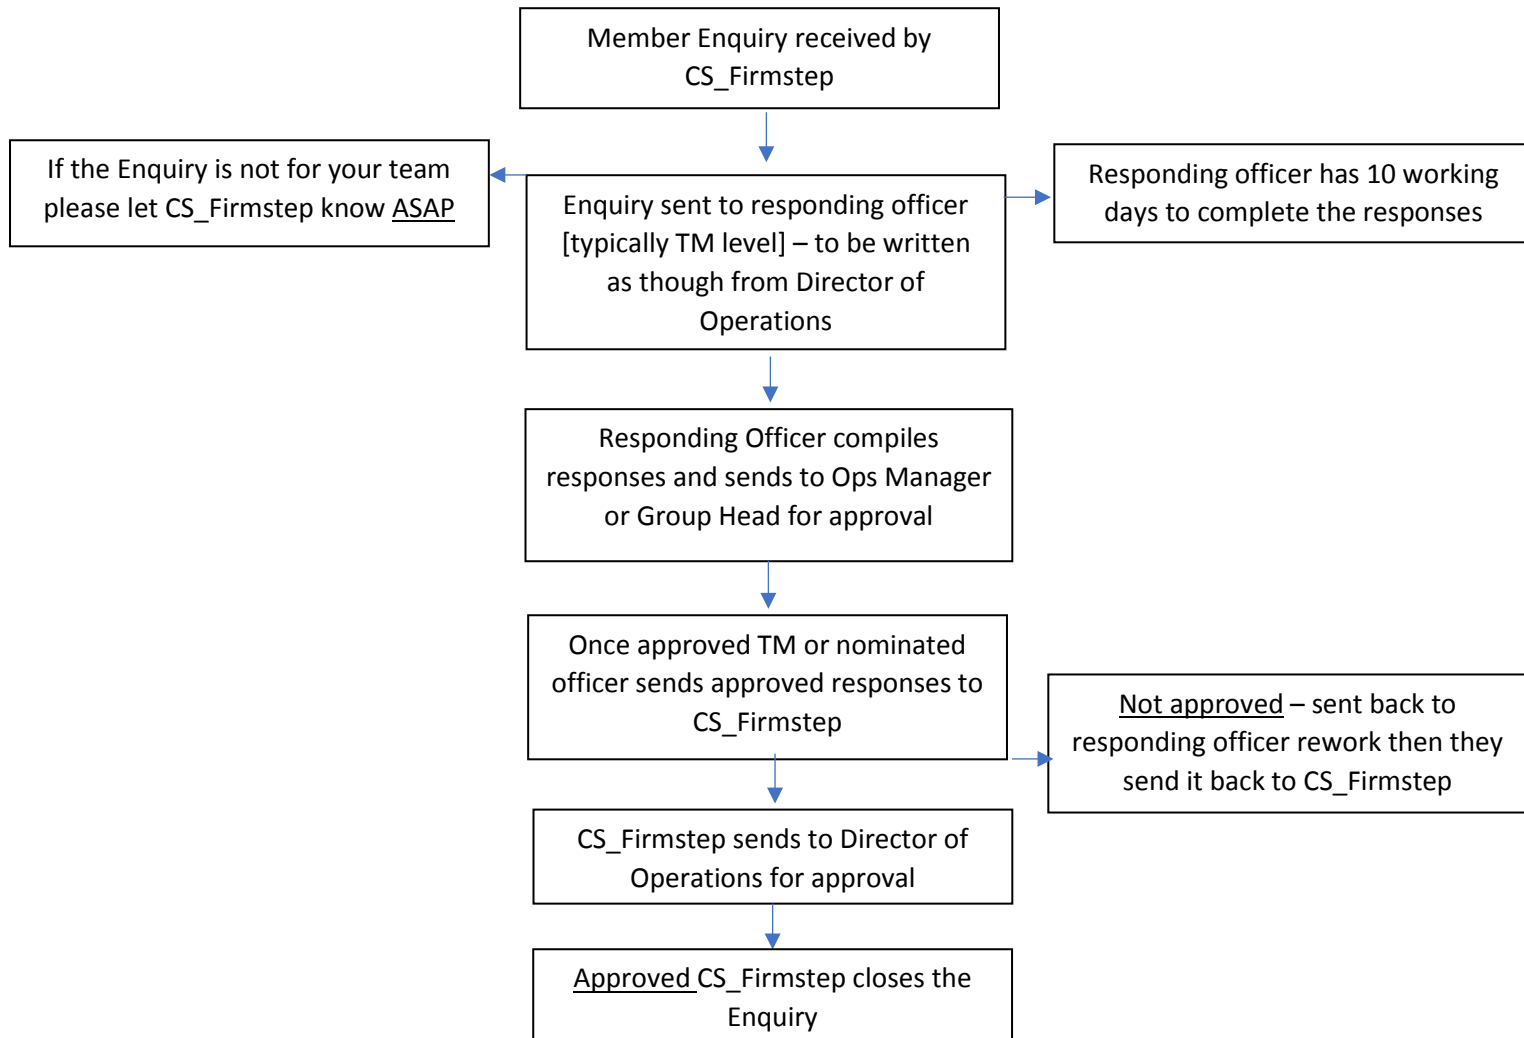 Member Enquiry received by
CS_Firmstep
If the Enquiry is not for your team
please let CS_Firmstep know ASAP
Enquiry sent to responding officer
[typically TM level] – to be written
as though from Director of
Operations
Responding officer has 10 working
days to complete the responses
Responding Officer compiles
responses and sends to Ops Manager
or Group Head for approval
Once approved TM or nominated
officer sends approved responses to
CS_Firmstep
Not approved – sent back to
responding officer rework then they
send it back to CS_Firmstep
CS_Firmstep sends to Director of
Operations for approval
Approved CS_Firmstep closes the
Enquiry